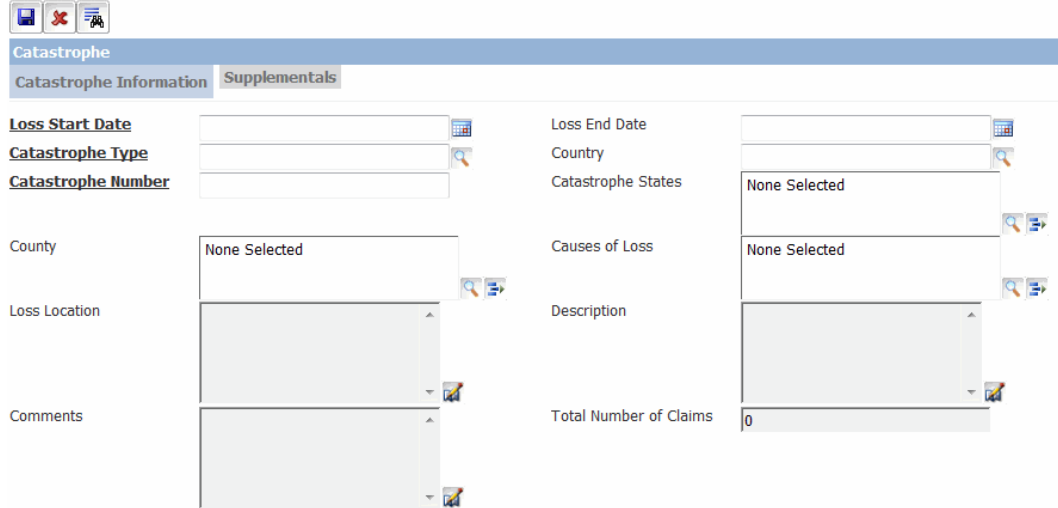 Catastrophe
Catastrophe Information Supplementals
Loss Start Date Loss End Date
Catastrophe Type Country
Catastrophe Number Catastrophe States None Selected
County None Selected Causes of Loss None Selected
Loss Location Description
Comments Total Number of Claims 0